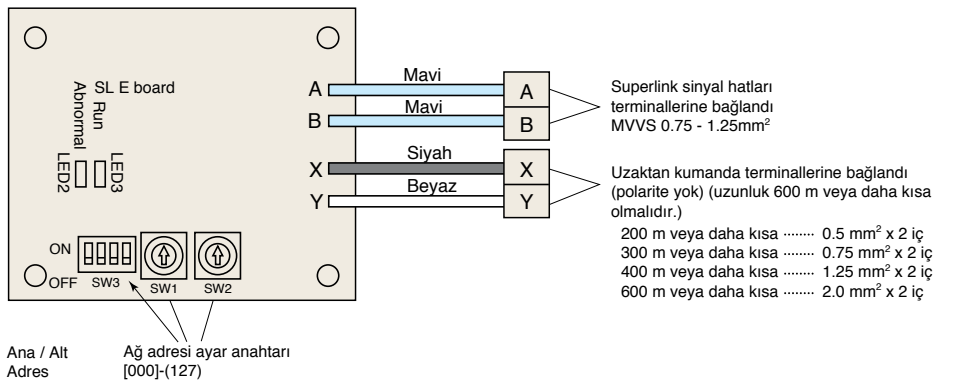 SL E board
Abnormal
Run
LED2
LED3
A
Mavi
A
B
Mavi
B
X
Siyah
X
Y
Beyaz
Y
Superlink sinyal hatları
terminallerine bağlandı
MVVS 0.75 - 1.25mm²
Uzaktan kumanda terminallerine bağlandı
(polarite yok) (uzunluk 600 m veya daha kısa
olmalıdır.)
200 m veya daha kısa ........ 0.5 mm² x 2 iç
300 m veya daha kısa ........ 0.75 mm² x 2 iç
400 m veya daha kısa ........ 1.25 mm² x 2 iç
600 m veya daha kısa ........ 2.0 mm² x 2 iç
ON
OFF
SW3
SW1
SW2
Ana / Alt
Adres
Ağ adresi ayar anahtarı
[000]-(127)